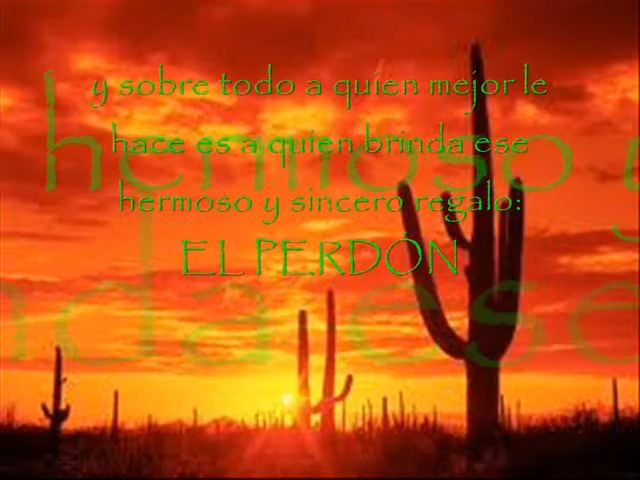 y sobre todo a quien mejor le
hace es a quien brinda ese
hermoso y sincero regalo:
EL PERDÓN